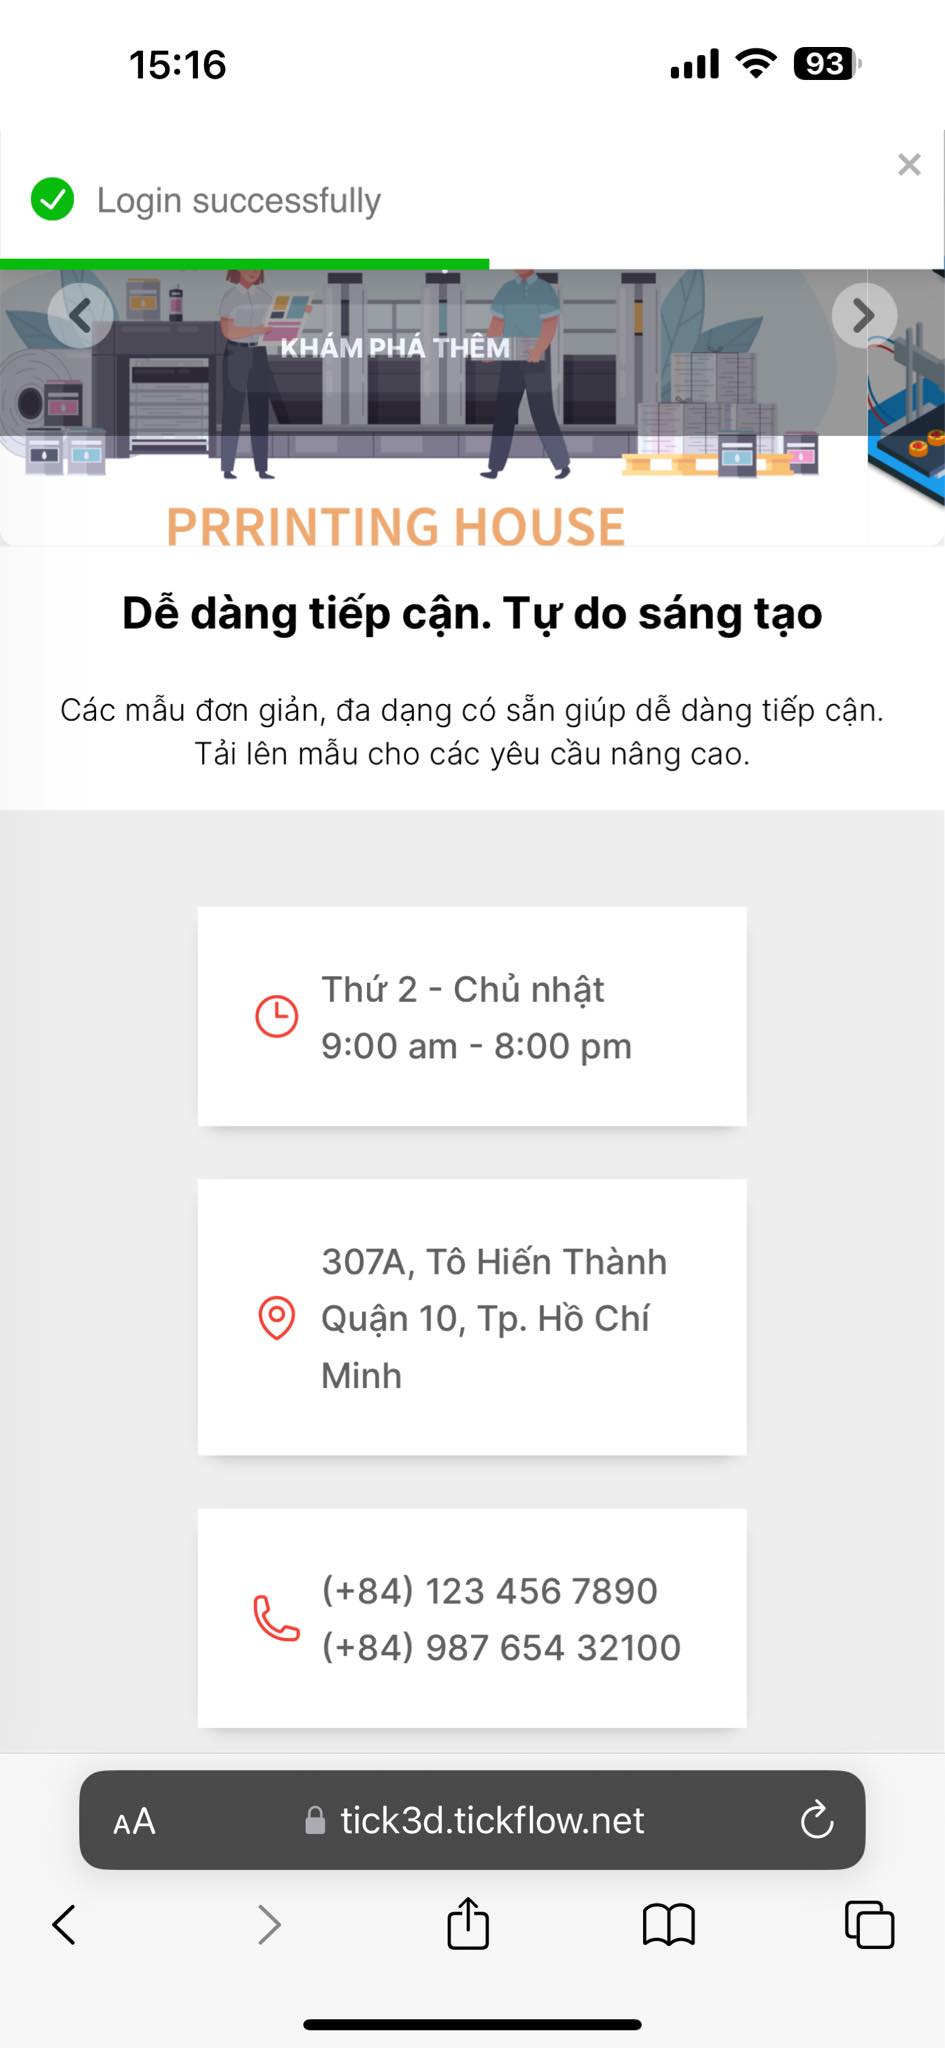 15:16
93
Login successfully
KHÁM PHÁ THÊM
PRRINTING HOUSE
Dễ dàng tiếp cận. Tự do sáng tạo
Các mẫu đơn giản, đa dạng có sẵn giúp dễ dàng tiếp cận.
Tải lên mẫu cho các yêu cầu nâng cao.
Thứ 2 - Chủ nhật
9:00 am - 8:00 pm
307A, Tô Hiến Thành
Quận 10, Tp. Hồ Chí
Minh
(+84) 123 456 7890
(+84) 987 654 32100
AA tick3d.tickflow.net